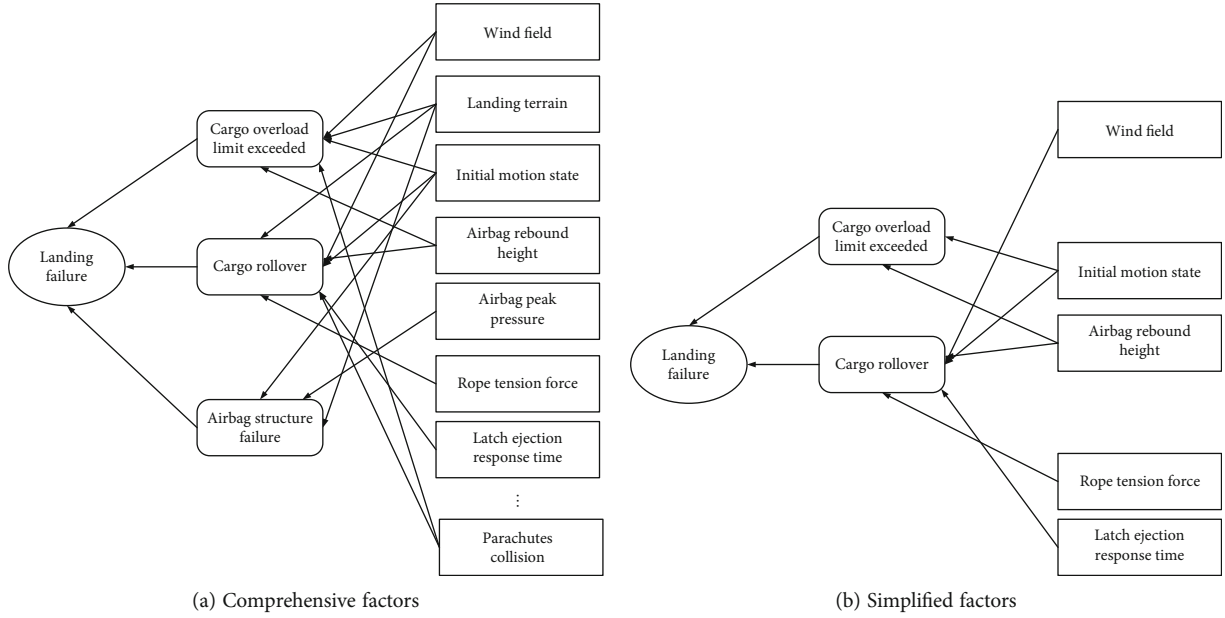 Wind field
Landing terrain
Cargo overload
limit exceeded
Initial motion state
Airbag rebound
height
Landing
failure
Cargo rollover
Airbag peak
pressure
Rope tension force
Airbag structure
failure
Latch ejection
response time
⋮
Parachutes
collision
(a) Comprehensive factors
Wind field
Cargo overload
limit exceeded
Initial motion state
Airbag rebound
height
Landing
failure
Cargo rollover
Rope tension force
Latch ejection
response time
(b) Simplified factors